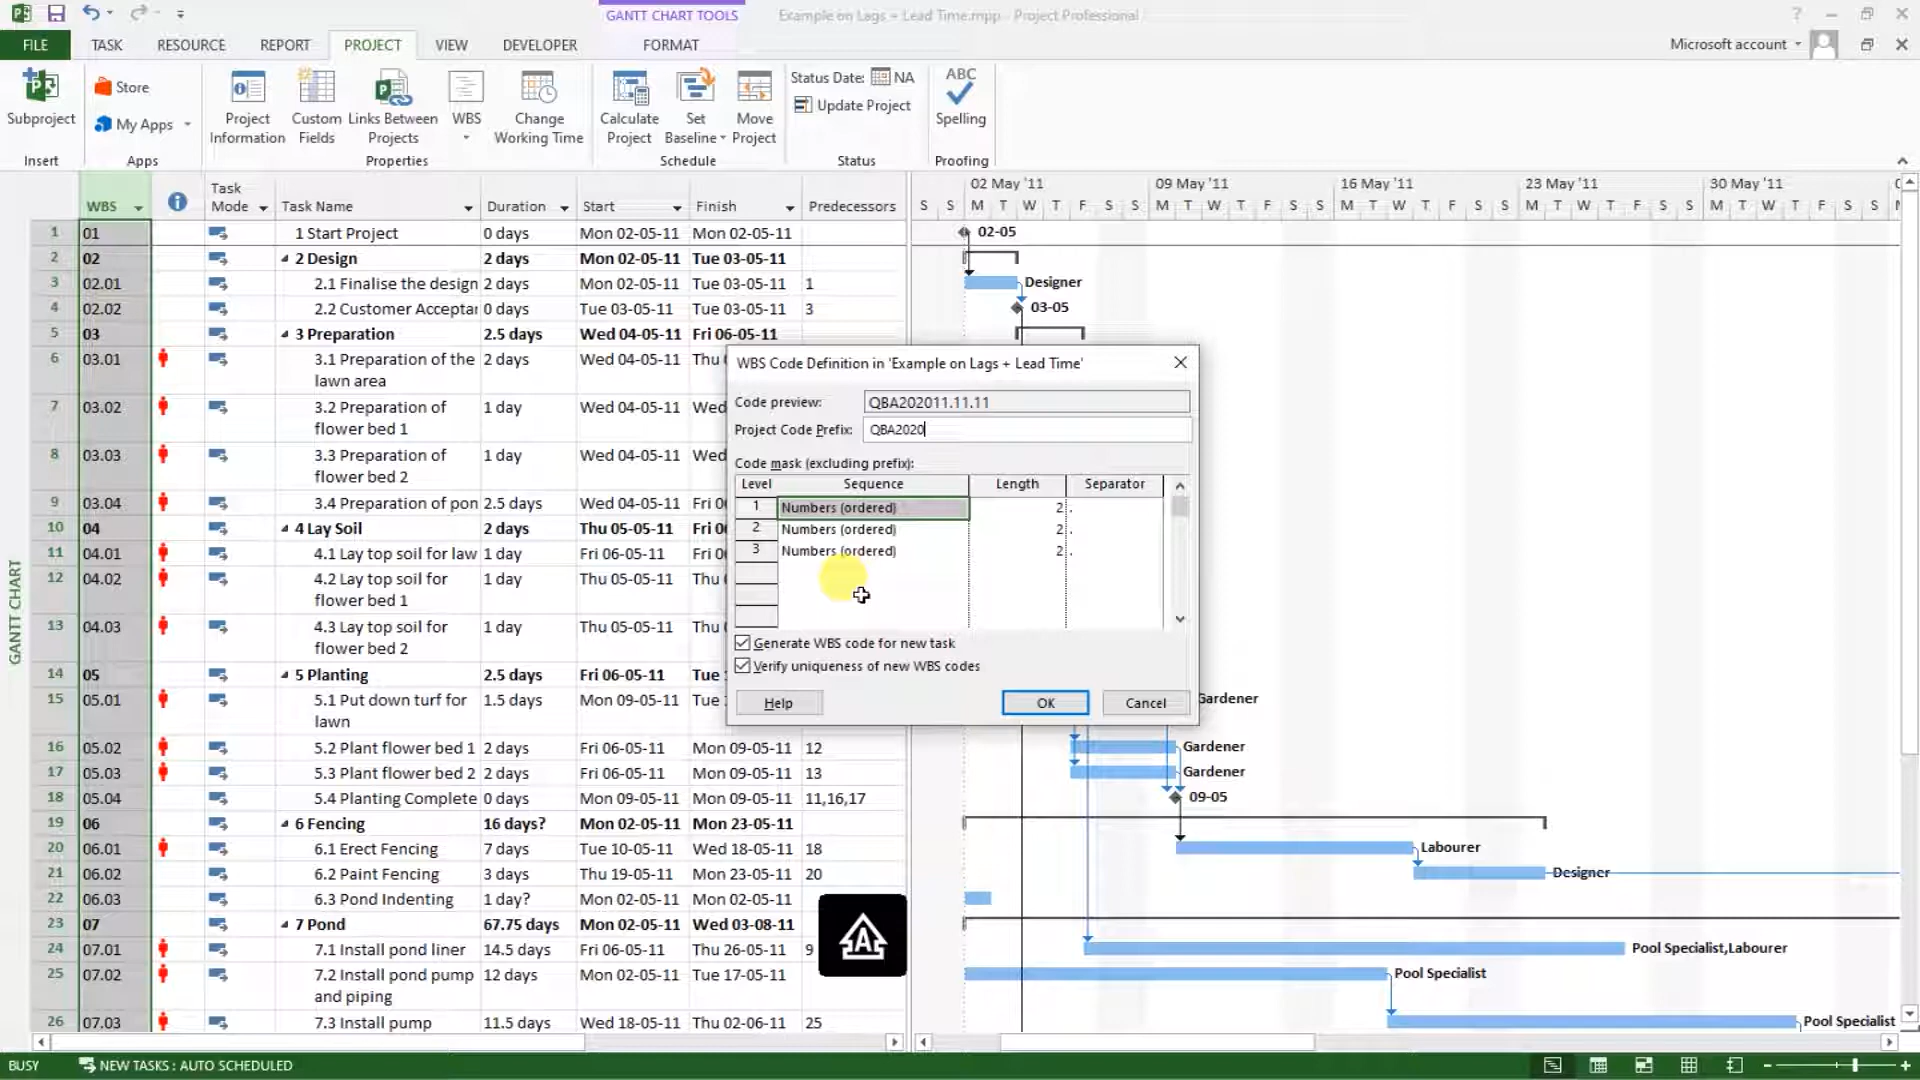 GANTT CHART TOOLS
Example on Lags + Lead Time.mpp - Project Professional
?
FILE TASK RESOURCE REPORT PROJECT VIEW DEVELOPER FORMAT
Microsoft account
Subproject
Store
My Apps
Project Information
Custom Fields
Links Between Projects
WBS
Change Working Time
Calculate Project
Set Baseline
Move Project
Status Date: NA
Update Project
ABC
Spelling
Insert Apps Properties Schedule Status Proofing
WBS Task Mode Task Name Duration Start Finish Predecessors
02 May '11 09 May '11 16 May '11 23 May '11 30 May '11
S S M T W T F S S M T W T F S S M T W T F S S M T W T F S S M T W T F S S
1 01 1 Start Project 0 days Mon 02-05-11 Mon 02-05-11 02-05
2 02 2 Design 2 days Mon 02-05-11 Tue 03-05-11
3 02.01 2.1 Finalise the design 2 days Mon 02-05-11 Tue 03-05-11 1 Designer
4 02.02 2.2 Customer Acceptar 0 days Tue 03-05-11 Tue 03-05-11 3 03-05
5 03 3 Preparation 2.5 days Wed 04-05-11 Fri 06-05-11
6 03.01 3.1 Preparation of the 2 days Wed 04-05-11 Thu
lawn area
7 03.02 3.2 Preparation of 1 day Wed 04-05-11 Wed
flower bed 1
8 03.03 3.3 Preparation of 1 day Wed 04-05-11 Wed
flower bed 2
9 03.04 3.4 Preparation of pon 2.5 days Wed 04-05-11 Fri 0
10 04 4 Lay Soil 2 days Thu 05-05-11 Fri 0
11 04.01 4.1 Lay top soil for law 1 day Fri 06-05-11 Fri 0
12 04.02 4.2 Lay top soil for 1 day Thu 05-05-11 Thu
flower bed 1
13 04.03 4.3 Lay top soil for 1 day Thu 05-05-11 Thu
flower bed 2
14 05 5 Planting 2.5 days Fri 06-05-11 Tue
15 05.01 5.1 Put down turf for 1.5 days Mon 09-05-11 Tue Gardener
lawn
16 05.02 5.2 Plant flower bed 1 2 days Fri 06-05-11 Mon 09-05-11 12 Gardener
17 05.03 5.3 Plant flower bed 2 2 days Fri 06-05-11 Mon 09-05-11 13 Gardener
18 05.04 5.4 Planting Complete 0 days Mon 09-05-11 Mon 09-05-11 11,16,17 09-05
19 06 6 Fencing 16 days? Mon 02-05-11 Mon 23-05-11
20 06.01 6.1 Erect Fencing 7 days Tue 10-05-11 Wed 18-05-11 18 Labourer
21 06.02 6.2 Paint Fencing 3 days Thu 19-05-11 Mon 23-05-11 20 Designer
22 06.03 6.3 Pond Indenting 1 day? Mon 02-05-11 Mon 02-05-11
23 07 7 Pond 67.75 days Mon 02-05-11 Wed 03-08-11
24 07.01 7.1 Install pond liner 14.5 days Fri 06-05-11 Thu 26-05-11 9 Pool Specialist,Labourer
25 07.02 7.2 Install pond pump 12 days Mon 02-05-11 Tue 17-05-11 Pool Specialist
and piping
26 07.03 7.3 Install pump 11.5 days Wed 18-05-11 Thu 02-06-11 25 Pool Specialist
GANTT CHART
WBS Code Definition in 'Example on Lags + Lead Time'
Code preview: QBA202011.11.11
Project Code Prefix: QBA2020
Code mask (excluding prefix):
Level Sequence Length Separator
1 Numbers (ordered) 2 .
2 Numbers (ordered) 2 .
3 Numbers (ordered) 2 .
Generate WBS code for new task
Verify uniqueness of new WBS codes
Help OK Cancel
A
BUSY NEW TASKS : AUTO SCHEDULED